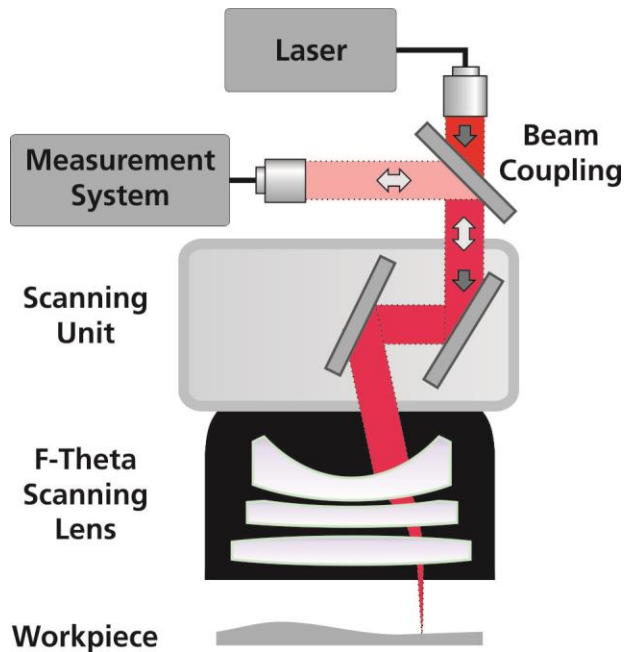 Laser
Beam
Coupling
Measurement
System
Scanning
Unit
F-Theta
Scanning
Lens
Workpiece